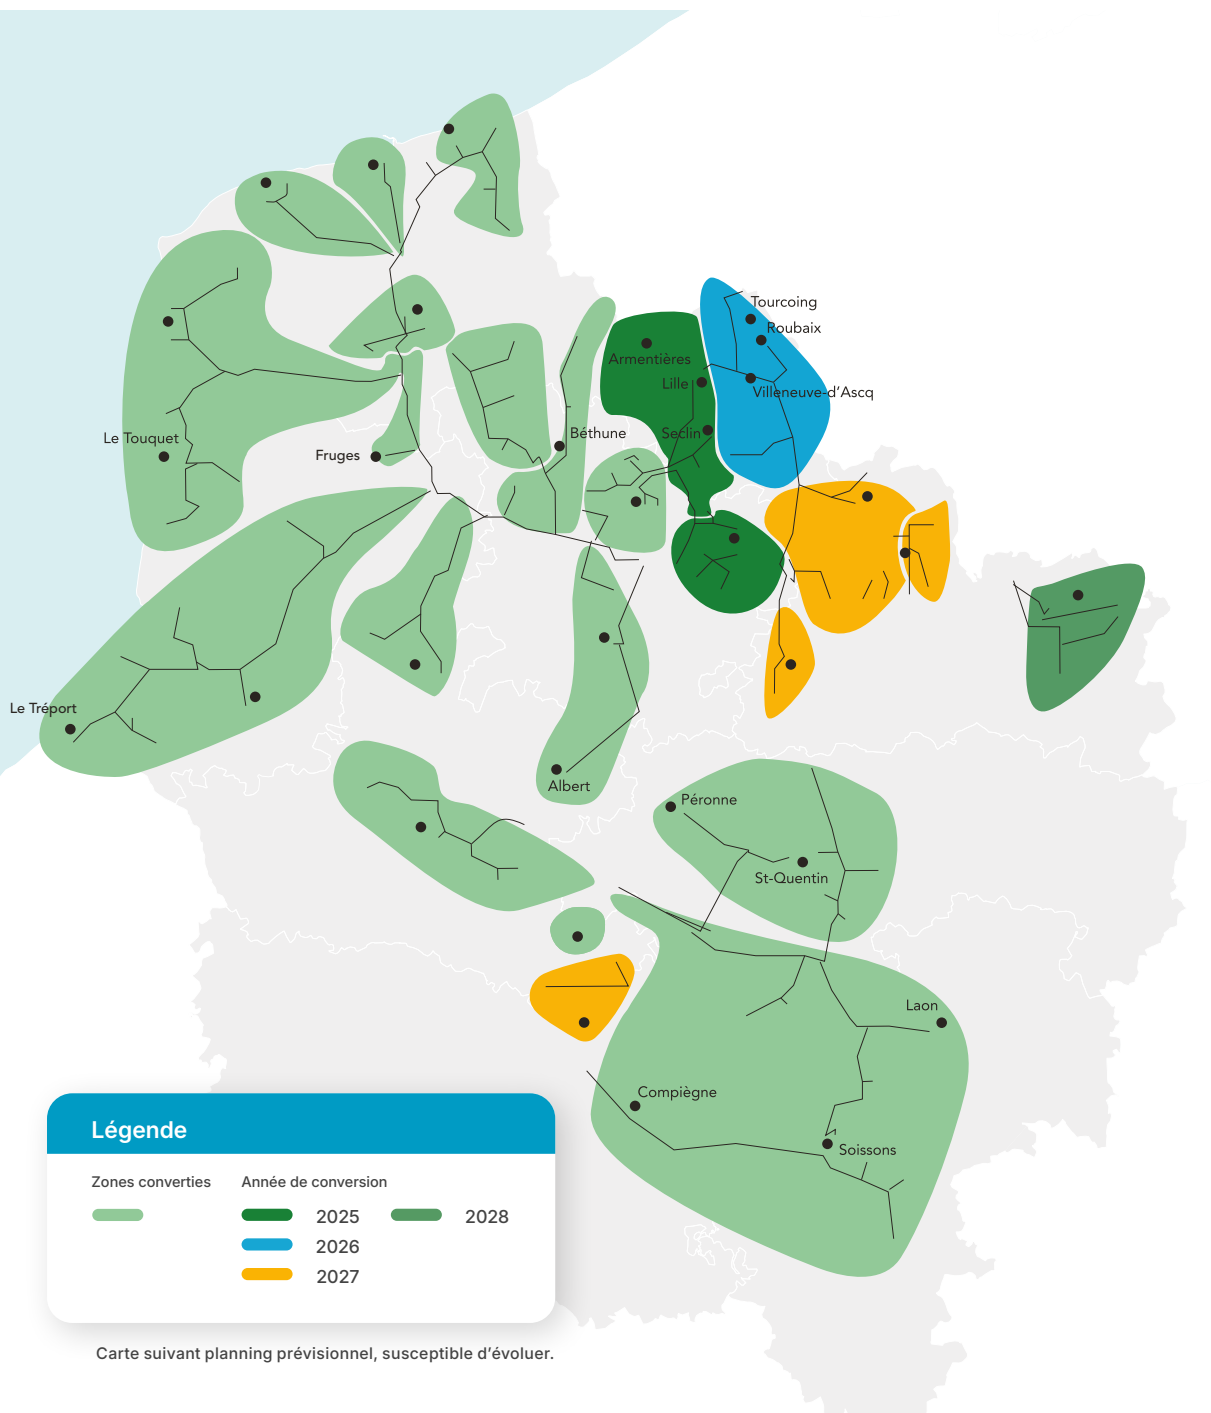 Tourcoing
Roubaix
Armentières
Lille
Villeneuve-d’Ascq
Seclin
Béthune
Le Touquet
Fruges
Le Tréport
Albert
Péronne
St-Quentin
Laon
Compiègne
Soissons
Légende
Zones converties
Année de conversion
2025
2028
2026
2027
Carte suivant planning prévisionnel, susceptible d’évoluer.